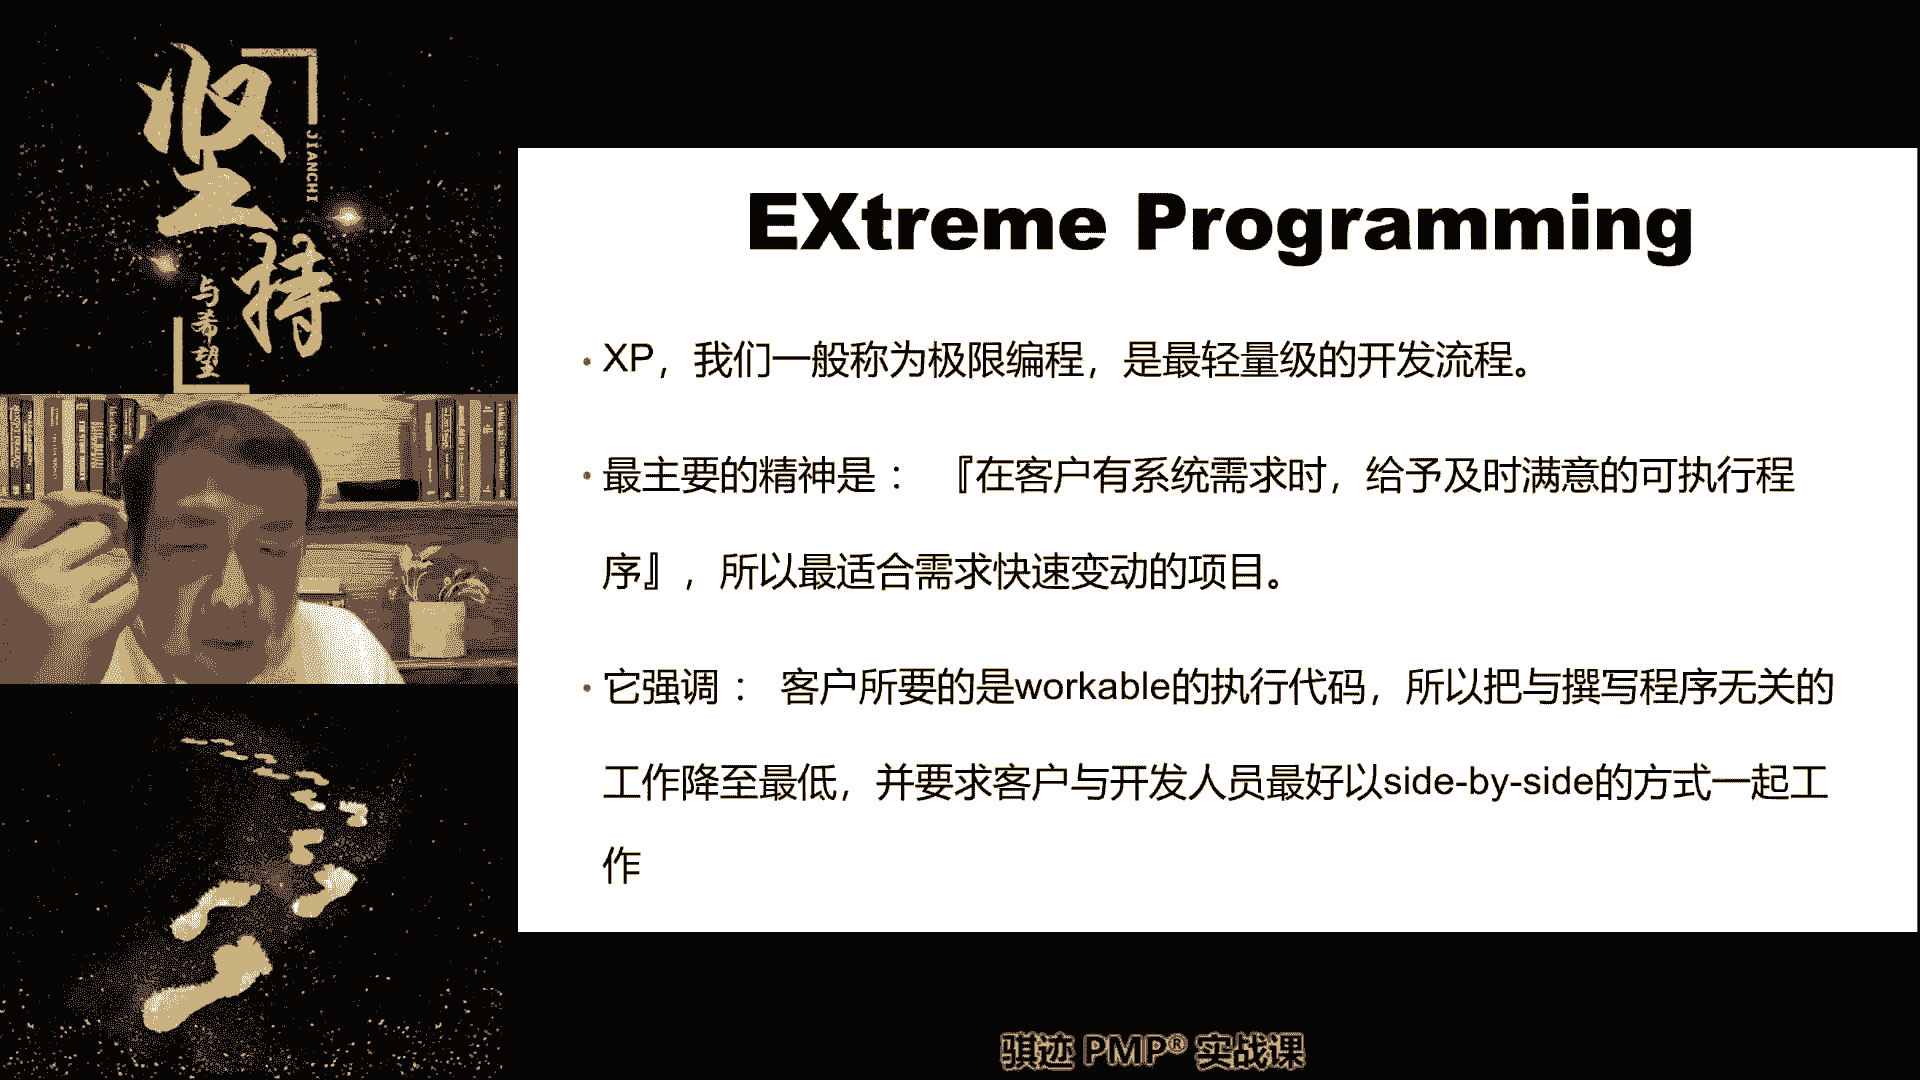 坚持
JIANCHI
与希望
EXtreme Programming
• XP，我们一般称为极限编程，是最轻量级的开发流程。
• 最主要的精神是： 『在客户有系统需求时，给予及时满意的可执行程
序』，所以最适合需求快速变动的项目。
• 它强调： 客户所要的是workable的执行代码，所以把与撰写程序无关的
工作降至最低，并要求客户与开发人员最好以side-by-side的方式一起工
作
骐迹 PMP® 实战课